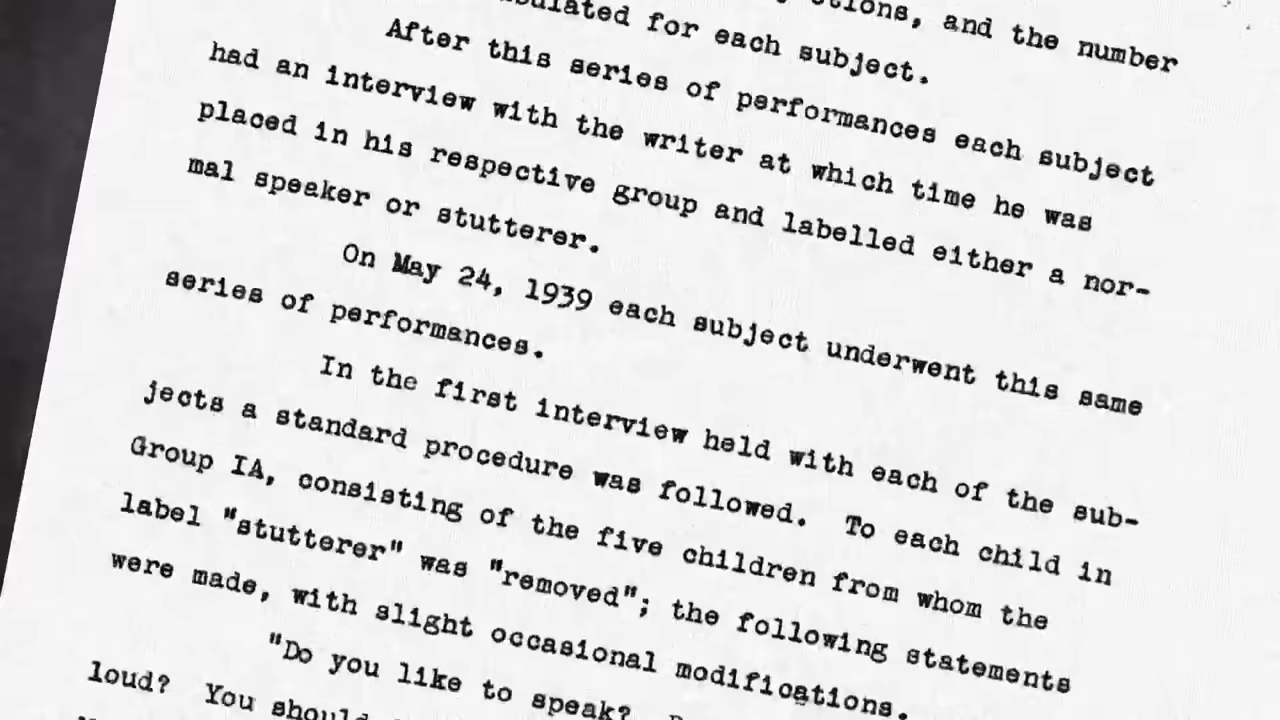 and the number
for each subject.
After this series of performances each subject
had an interview with the writer at which time he was
placed in his respective group and labelled either a nor-
mal speaker or stutterer.
On May 24, 1939 each subject underwent this same
series of performances.
In the first interview held with each of the sub-
jects a standard procedure was followed. To each child in
Group IA, consisting of the five children from whom the
label "stutterer" was "removed"; the following statements
were made, with slight occasional modifications.
"Do you like to speak?
loud? You should